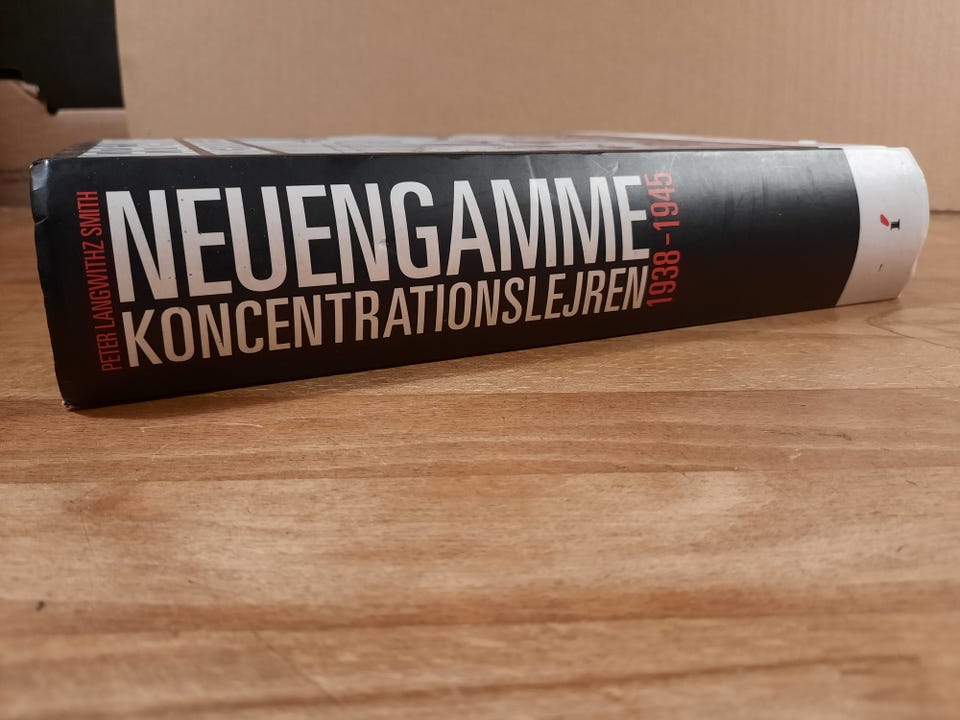 PETER LANGWITHZ SMITH
NEUENGAMME
KONCENTRATIONSLEJREN
1938 – 1945